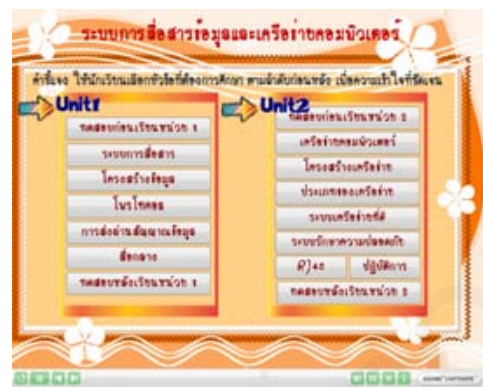 ระบบการสื่อสารข้อมูลและเครือข่ายคอมพิวเตอร์
คำชี้แจง ให้นักเรียนเลือกหัวข้อที่ต้องการศึกษา ตามลำดับก่อนหลัง เพื่อความเข้าใจที่ชัดเจน
Unit1
ทดสอบก่อนเรียนหน่วย 1
ระบบการสื่อสาร
โครงสร้างข้อมูล
โพรโทคอล
การส่งผ่านสัญญาณข้อมูล
สื่อกลาง
ทดสอบหลังเรียนหน่วย 1
Unit2
ทดสอบก่อนเรียนหน่วย 2
เครือข่ายคอมพิวเตอร์
โครงสร้างเครือข่าย
ประเภทของเครือข่าย
ระบบเครือข่ายที่ดี
ระบบรักษาความปลอดภัย
RJ45 ปฏิบัติการ
ทดสอบหลังเรียนหน่วย 2